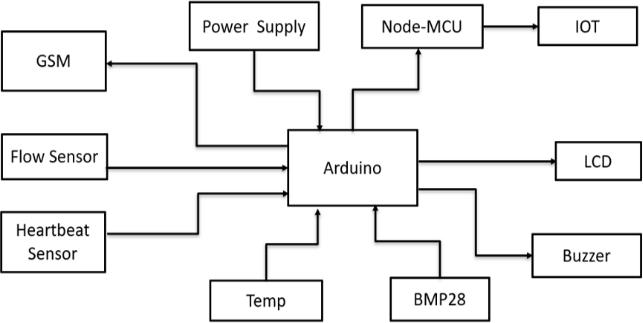 Power Supply
Node-MCU
IOT
GSM
Flow Sensor
Arduino
LCD
Heartbeat
Sensor
Buzzer
Temp
BMP28